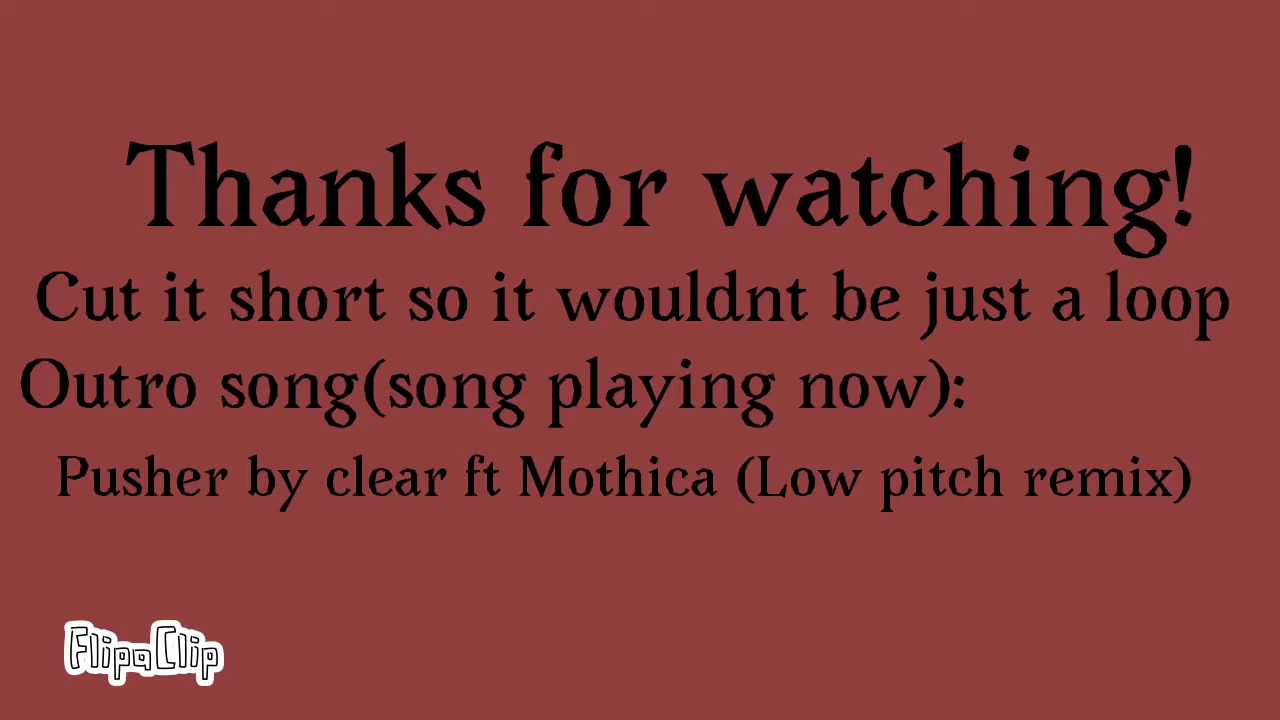 Thanks for watching!
Cut it short so it wouldnt be just a loop
Outro song(song playing now):
Pusher by clear ft Mothica (Low pitch remix)
FlipaClip